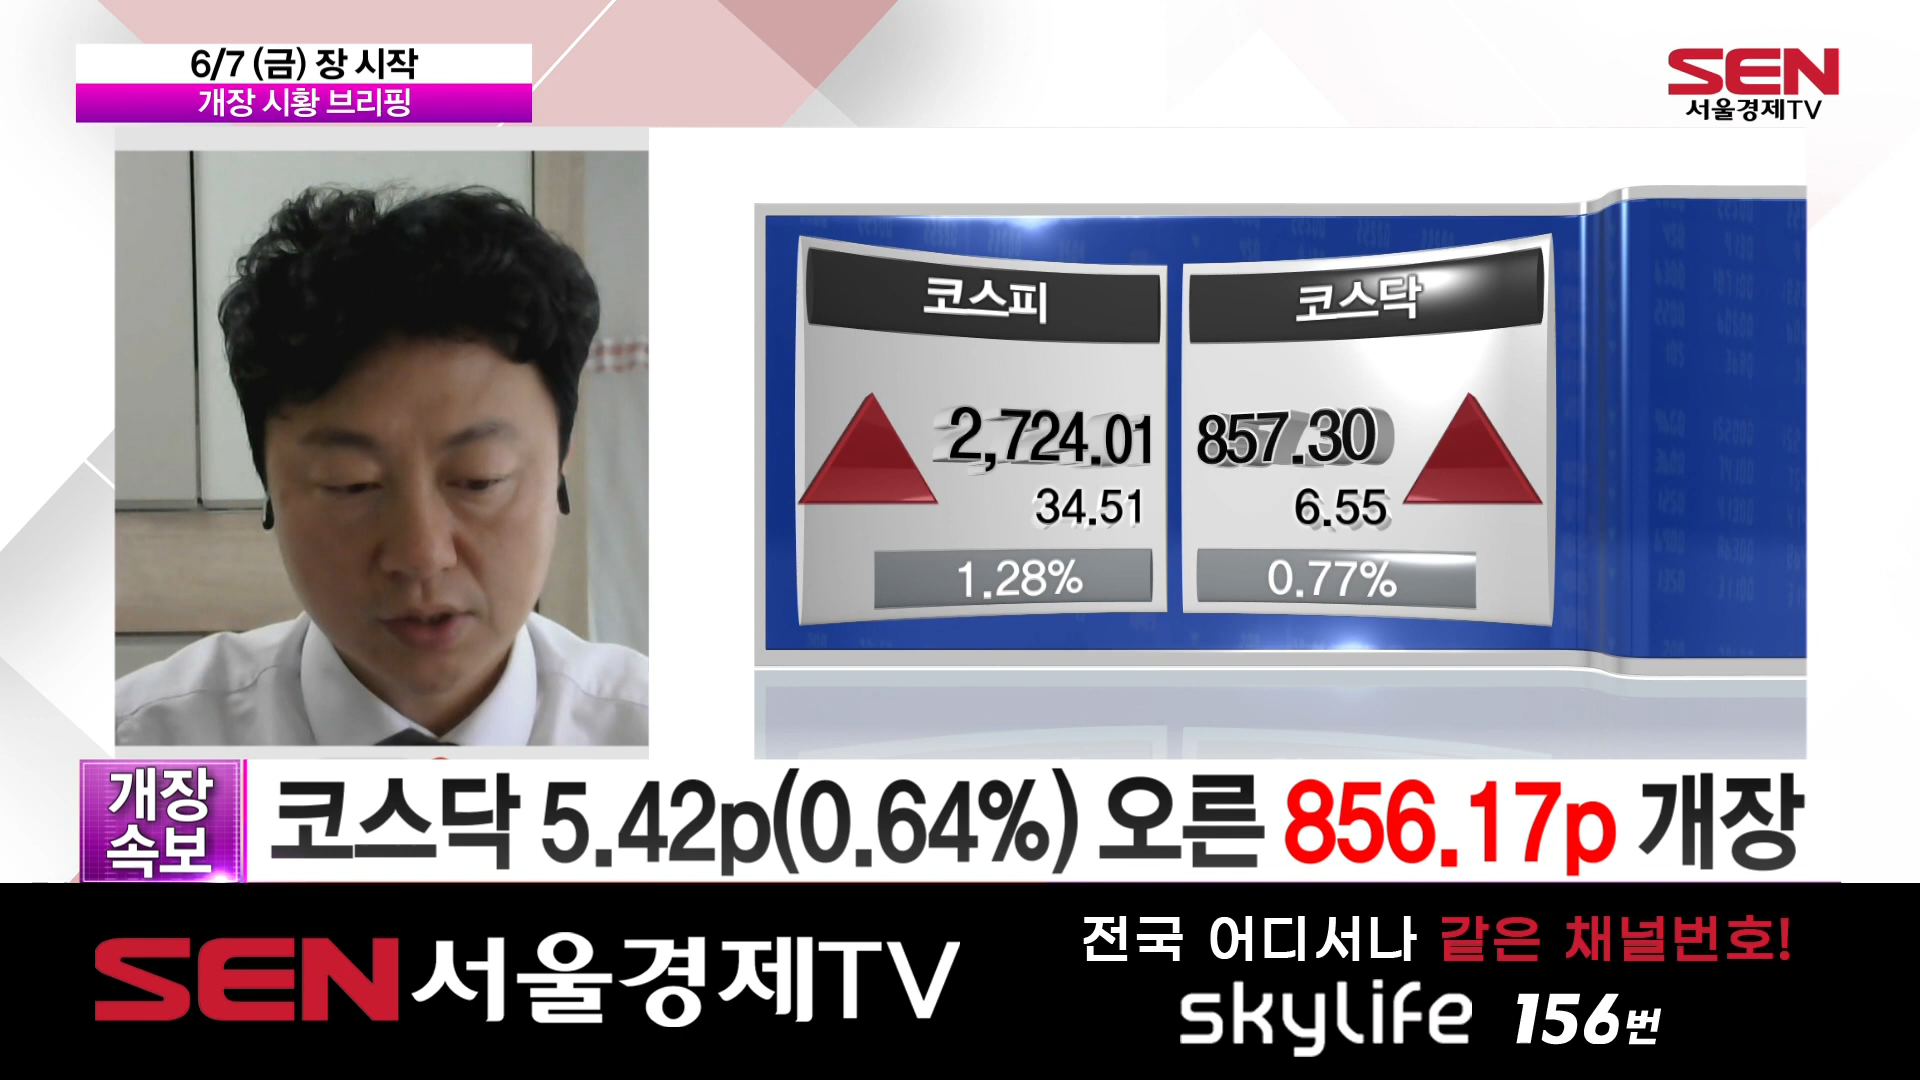 6/7 (금) 장 시작
개장 시황 브리핑
SEN
서울경제TV
코스피
2,724.01
34.51
1.28%
코스닥
857.30
6.55
0.77%
개장
속보
코스닥 5.42p(0.64%) 오른 856.17p 개장
SEN서울경제TV
전국 어디서나 같은 채널번호!
skylife 156번